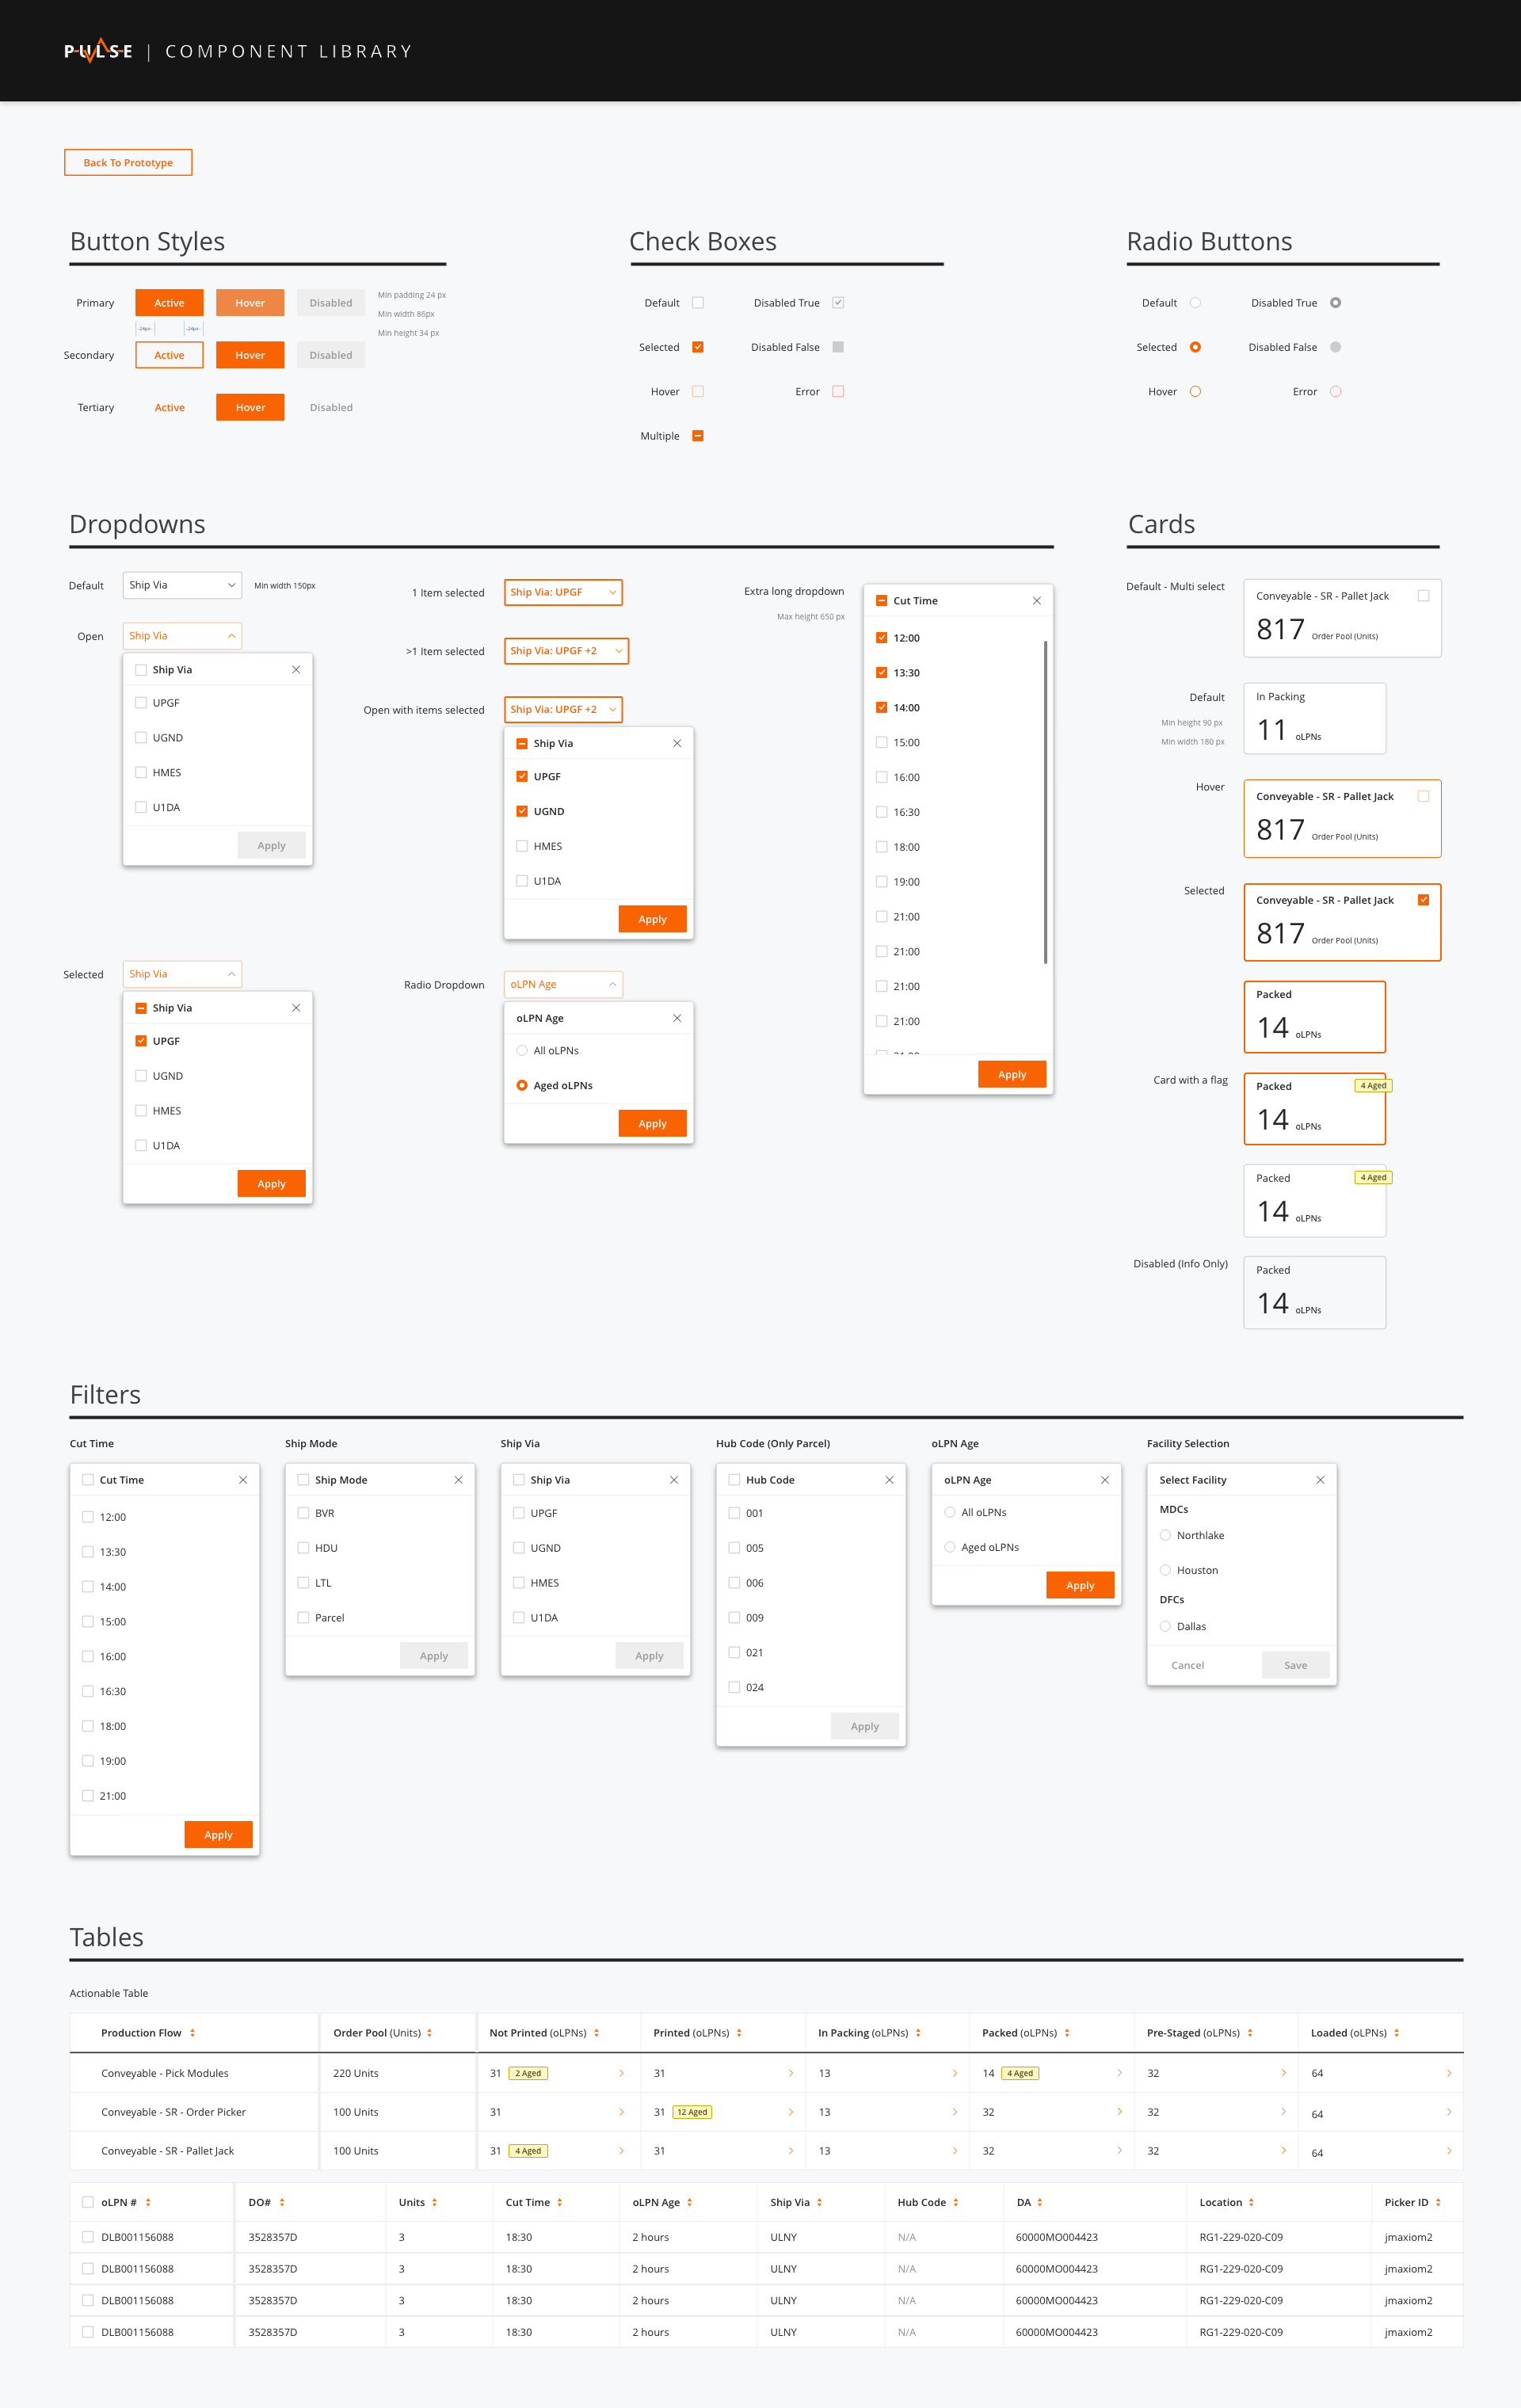 PULSE | COMPONENT LIBRARY
Back To Prototype
Button Styles
Primary Active Hover Disabled
Min padding 24 px
Min width 86px
Min height 34 px
-24px- -24px-
Secondary Active Hover Disabled
Tertiary Active Hover Disabled
Check Boxes
Default Disabled True
Selected Disabled False
Hover Error
Multiple
Radio Buttons
Default Disabled True
Selected Disabled False
Hover Error
Dropdowns
Default Ship Via Min width 150px
Open Ship Via
Ship Via
UPGF
UGND
HMES
U1DA
Apply
Selected Ship Via
Ship Via
UPGF
UGND
HMES
U1DA
Apply
1 Item selected Ship Via: UPGF
>1 Item selected Ship Via: UPGF +2
Open with items selected Ship Via: UPGF +2
Ship Via
UPGF
UGND
HMES
U1DA
Apply
Radio Dropdown oLPN Age
oLPN Age
All oLPNs
Aged oLPNs
Apply
Extra long dropdown
Max height 650 px
Cut Time
12:00
13:30
14:00
15:00
16:00
16:30
18:00
19:00
21:00
21:00
21:00
21:00
21:00
Apply
Cards
Default - Multi select
Conveyable - SR - Pallet Jack
817 Order Pool (Units)
Default
Min height 90 px
Min width 180 px
In Packing
11 oLPNs
Hover
Conveyable - SR - Pallet Jack
817 Order Pool (Units)
Selected
Conveyable - SR - Pallet Jack
817 Order Pool (Units)
Packed
14 oLPNs
Card with a flag
Packed 4 Aged
14 oLPNs
Packed 4 Aged
14 oLPNs
Disabled (Info Only)
Packed
14 oLPNs
Filters
Cut Time
Cut Time
12:00
13:30
14:00
15:00
16:00
16:30
18:00
19:00
21:00
Apply
Ship Mode
Ship Mode
BVR
HDU
LTL
Parcel
Apply
Ship Via
Ship Via
UPGF
UGND
HMES
U1DA
Apply
Hub Code (Only Parcel)
Hub Code
001
005
006
009
021
024
Apply
oLPN Age
oLPN Age
All oLPNs
Aged oLPNs
Apply
Facility Selection
Select Facility
MDCs
Northlake
Houston
DFCs
Dallas
Cancel Save
Tables
Actionable Table
Production Flow Order Pool (Units) Not Printed (oLPNs) Printed (oLPNs) In Packing (oLPNs) Packed (oLPNs) Pre-Staged (oLPNs) Loaded (oLPNs)
Conveyable - Pick Modules 220 Units 31 2 Aged 31 13 14 4 Aged 32 64
Conveyable - SR - Order Picker 100 Units 31 31 12 Aged 13 32 32 64
Conveyable - SR - Pallet Jack 100 Units 31 4 Aged 31 13 32 32 64
oLPN # DO# Units Cut Time oLPN Age Ship Via Hub Code DA Location Picker ID
DLB001156088 3528357D 3 18:30 2 hours ULNY N/A 60000MO004423 RG1-229-020-C09 jmaxiom2
DLB001156088 3528357D 3 18:30 2 hours ULNY N/A 60000MO004423 RG1-229-020-C09 jmaxiom2
DLB001156088 3528357D 3 18:30 2 hours ULNY N/A 60000MO004423 RG1-229-020-C09 jmaxiom2
DLB001156088 3528357D 3 18:30 2 hours ULNY N/A 60000MO004423 RG1-229-020-C09 jmaxiom2